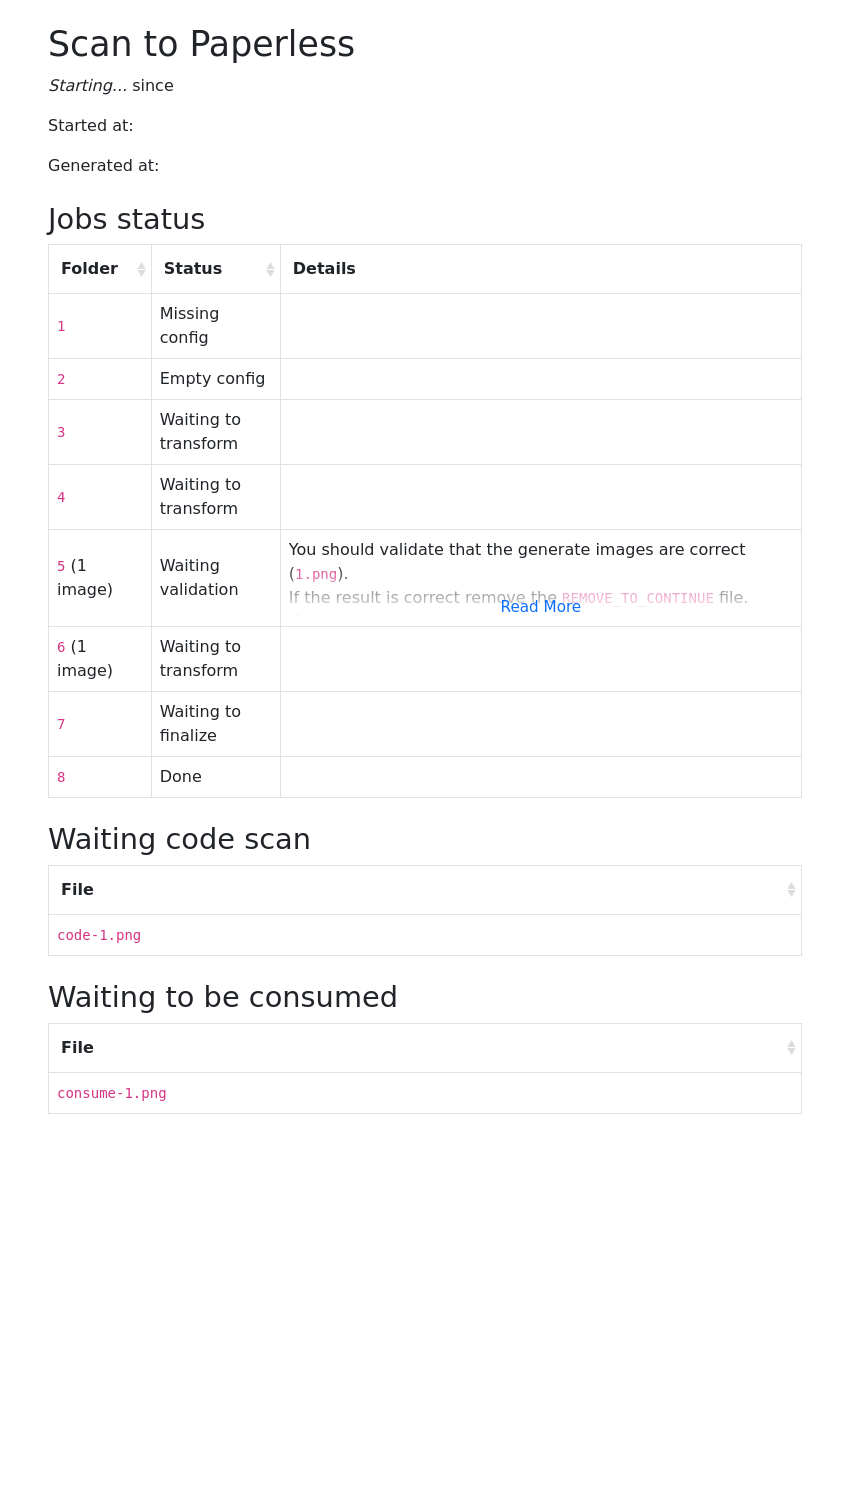 Scan to Paperless
Starting... since
Started at:
Generated at:
Jobs status
Folder Status Details
1 Missing config
2 Empty config
3 Waiting to transform
4 Waiting to transform
5 (1 image) Waiting validation You should validate that the generate images are correct
(1.png).
If the result is correct remove the REMOVE_TO_CONTINUE file.
Read More
6 (1 image) Waiting to transform
7 Waiting to finalize
8 Done
Waiting code scan
File
code-1.png
Waiting to be consumed
File
consume-1.png